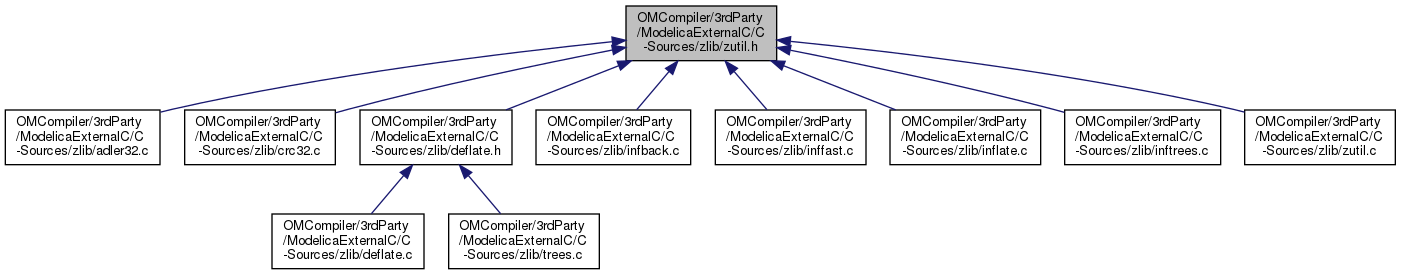 OMCompiler/3rdParty
/ModelicaExternalC/C
-Sources/zlib/zutil.h
OMCompiler/3rdParty
/ModelicaExternalC/C
-Sources/zlib/adler32.c
OMCompiler/3rdParty
/ModelicaExternalC/C
-Sources/zlib/crc32.c
OMCompiler/3rdParty
/ModelicaExternalC/C
-Sources/zlib/deflate.h
OMCompiler/3rdParty
/ModelicaExternalC/C
-Sources/zlib/infback.c
OMCompiler/3rdParty
/ModelicaExternalC/C
-Sources/zlib/inffast.c
OMCompiler/3rdParty
/ModelicaExternalC/C
-Sources/zlib/inflate.c
OMCompiler/3rdParty
/ModelicaExternalC/C
-Sources/zlib/inftrees.c
OMCompiler/3rdParty
/ModelicaExternalC/C
-Sources/zlib/zutil.c
OMCompiler/3rdParty
/ModelicaExternalC/C
-Sources/zlib/deflate.c
OMCompiler/3rdParty
/ModelicaExternalC/C
-Sources/zlib/trees.c